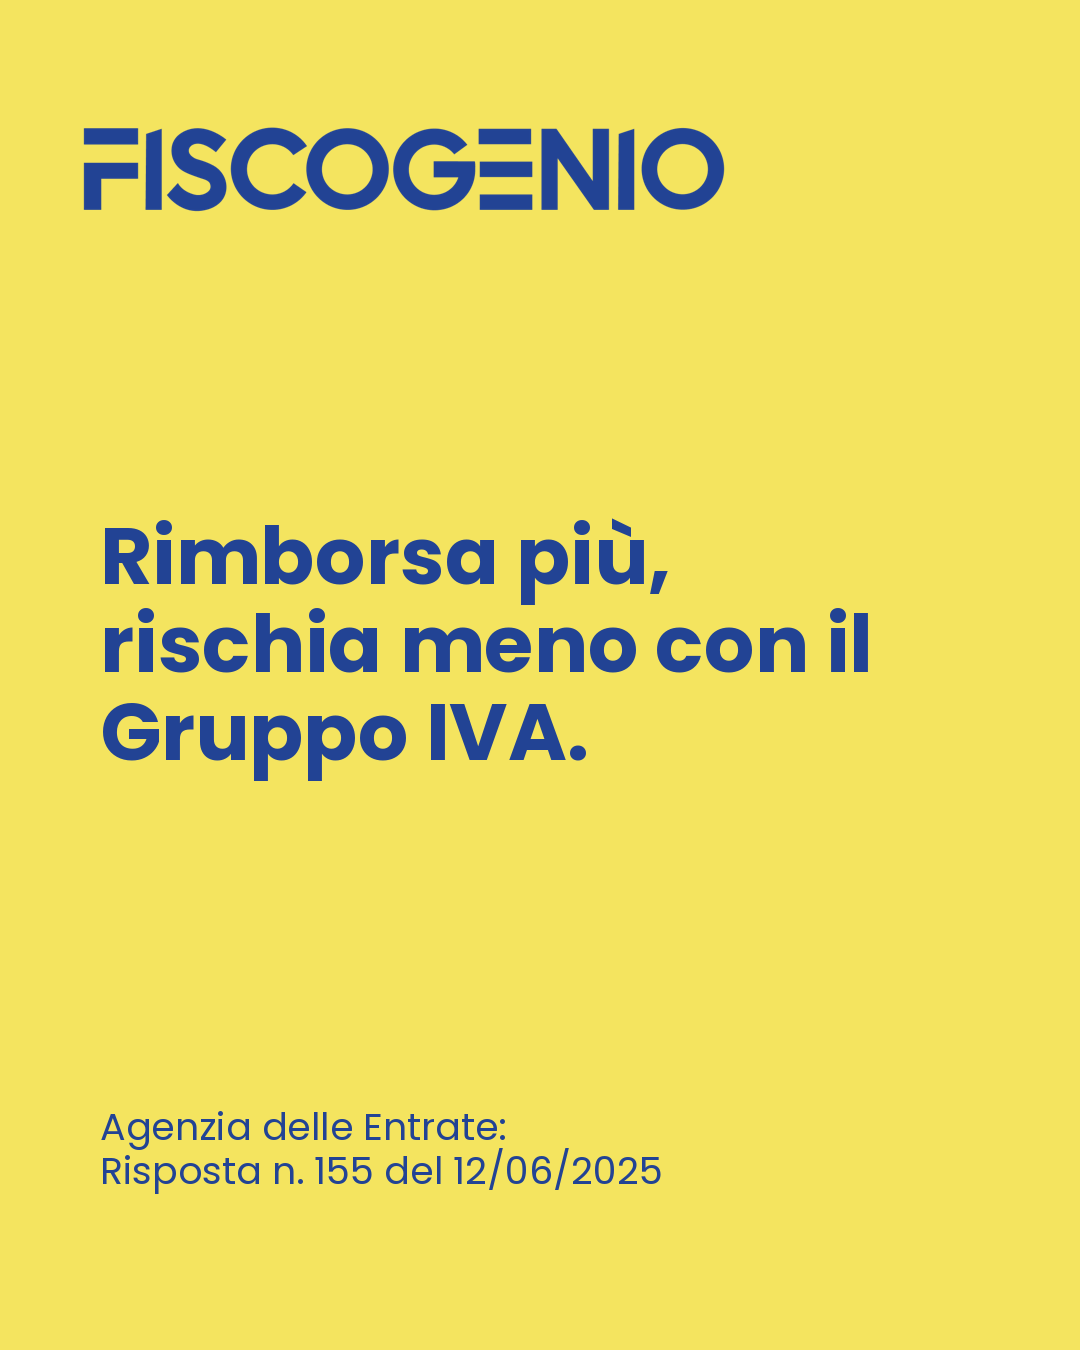 FISCOGENIO
Rimborsa più,
rischia meno con il
Gruppo IVA.
Agenzia delle Entrate:
Risposta n. 155 del 12/06/2025